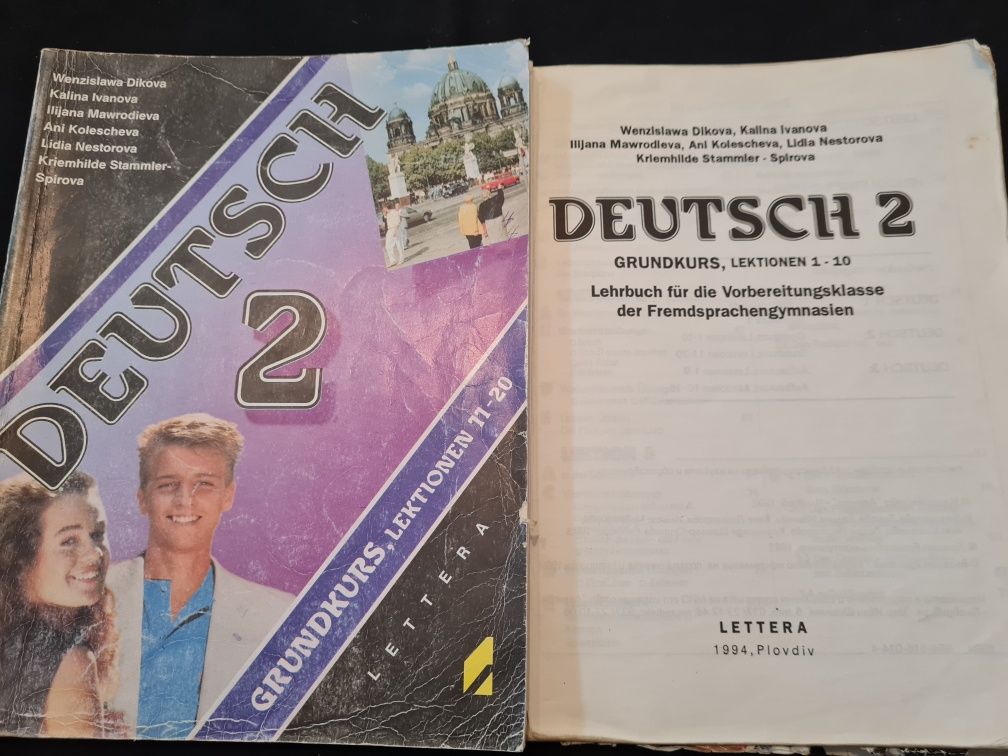 Wenzislawa Dikova
Kalina Ivanova
Ilijana Mawrodieva
Ani Kolescheva
Lidia Nestorova
Kriemhilde Stammler-
Spirova
DEUTSCH
2
GRUNDKURS, LEKTIONEN 11-20
LETTERA
Wenzislawa Dikova, Kalina Ivanova
Ilijana Mawrodieva, Ani Kolescheva, Lidia Nestorova
Kriemhilde Stammler - Spirova
DEUTSCH 2
GRUNDKURS, LEKTIONEN 1 - 10
Lehrbuch für die Vorbereitungsklasse
der Fremdsprachengymnasien
LETTERA
1994, Plovdiv